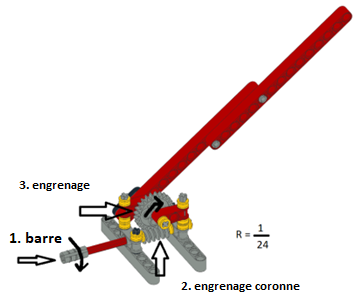 3. engrenage
1. barre
R = 1/24
2. engrenage coronne